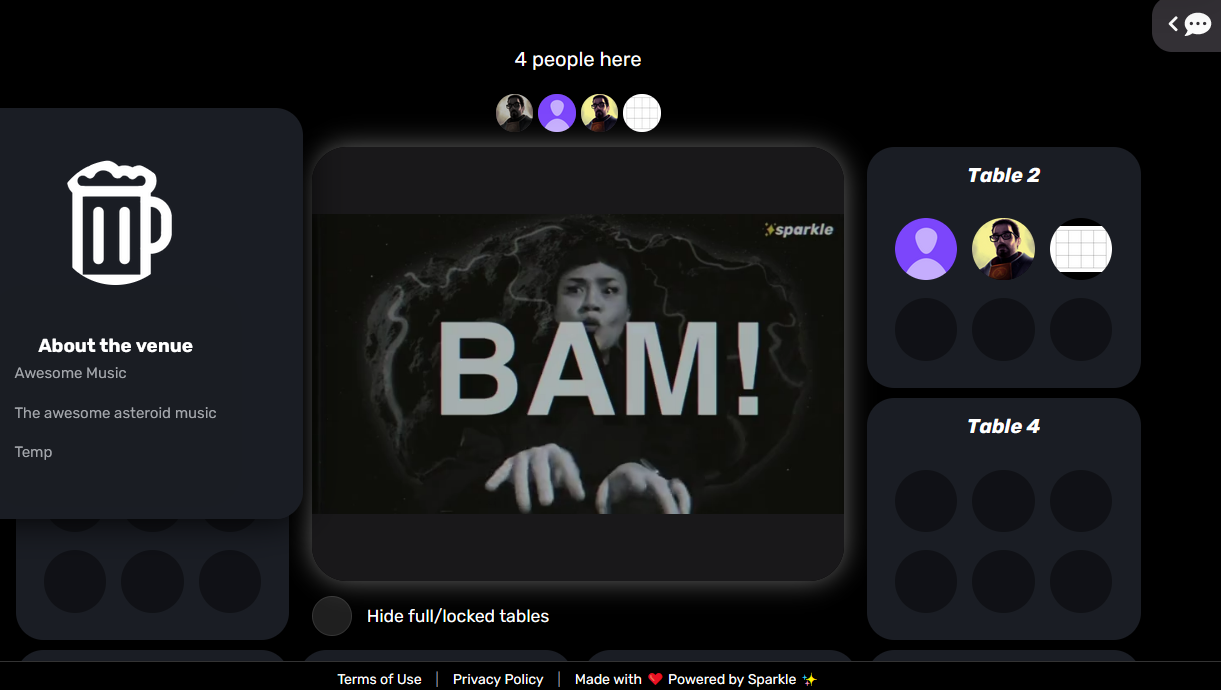 4 people here
About the venue
Awesome Music
The awesome asteroid music
Temp
sparkle
BAM!
Table 2
Table 4
Hide full/locked tables
Terms of Use | Privacy Policy | Made with ❤️ Powered by Sparkle ✨